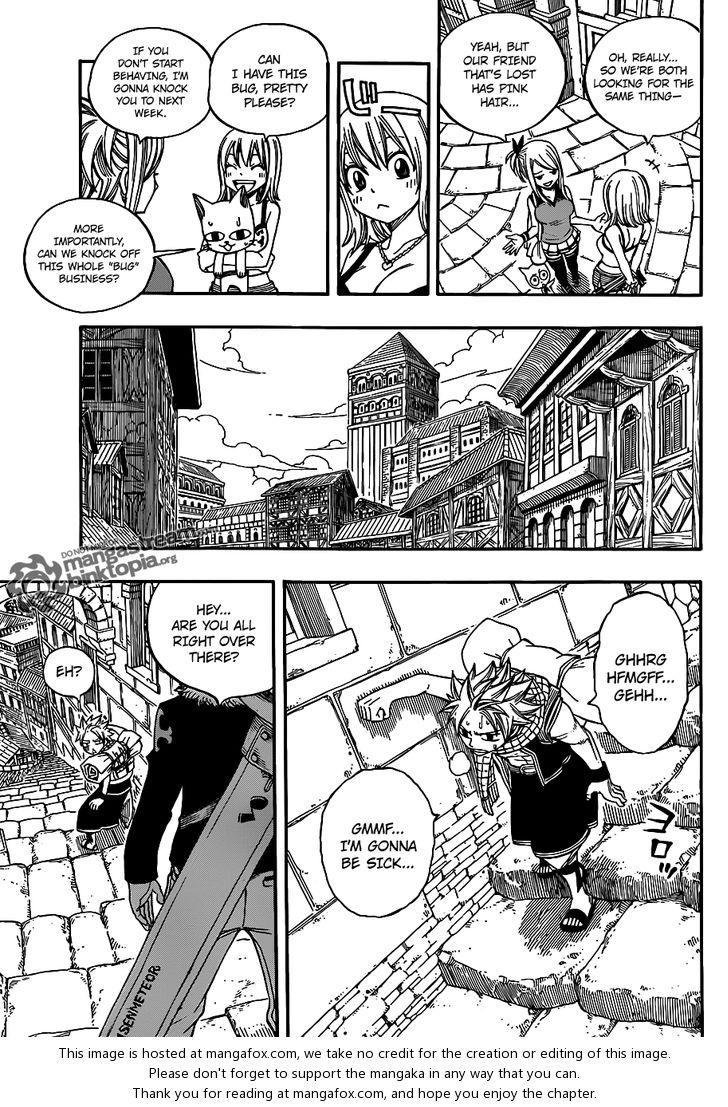 OH, REALLY...
SO WE'RE BOTH
LOOKING FOR THE
SAME THING—
YEAH, BUT
OUR FRIEND
THAT'S LOST
HAS PINK
HAIR...
CAN
I HAVE THIS
BUG, PRETTY
PLEASE?
IF YOU
DON'T START
BEHAVING, I'M
GONNA KNOCK
YOU TO NEXT
WEEK.
MORE
IMPORTANTLY,
CAN WE KNOCK OFF
THIS WHOLE "BUG"
BUSINESS?
mangastream
binktopia.org
GHHRG
HFMGFF...
GEHH...
GMMF...
I'M GONNA
BE SICK...
コロッ
HEY...
ARE YOU ALL
RIGHT OVER
THERE?
EH?
SENMETEOR
This image is hosted at mangafox.com, we take no credit for the creation or editing of this image.
Please don't forget to support the mangaka in any way that you can.
Thank you for reading at mangafox.com, and hope you enjoy the chapter.